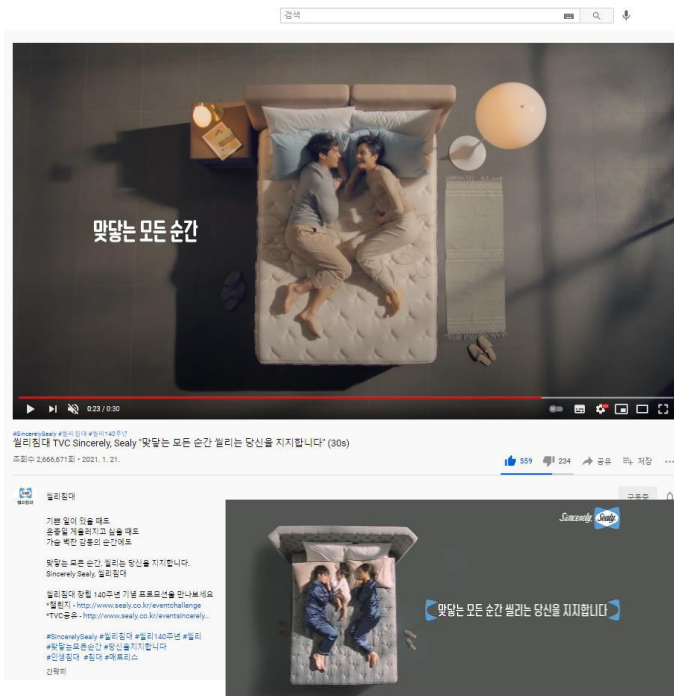 검색
맞닿는 모든 순간
0:23 / 0:30
#SincerelySealy #씰리침대 #씰리140주년
씰리침대 TVC Sincerely, Sealy "맞닿는 모든 순간 씰리는 당신을 지지합니다" (30s)
조회수 2,666,671회 • 2021. 1. 21.
559 234 공유 저장
씰리침대
구독중
기쁜 일이 있을 때도
온종일 게을러지고 싶을 때도
가슴 벅찬 감동의 순간에도
맞닿는 모든 순간, 씰리는 당신을 지지합니다.
Sincerely Sealy, 씰리침대
씰리침대 창립 140주년 기념 프로모션을 만나보세요
*챌린지 - http://www.sealy.co.kr/eventchallenge
*TVC공유 - http://www.sealy.co.kr/eventsincerely...
#SincerelySealy #씰리침대 #씰리140주년 #씰리
#맞닿는모든순간 #당신을지지합니다
#인생침대 #침대 #매트리스
간략히
Sincerely, Sealy
맞닿는 모든 순간 씰리는 당신을 지지합니다